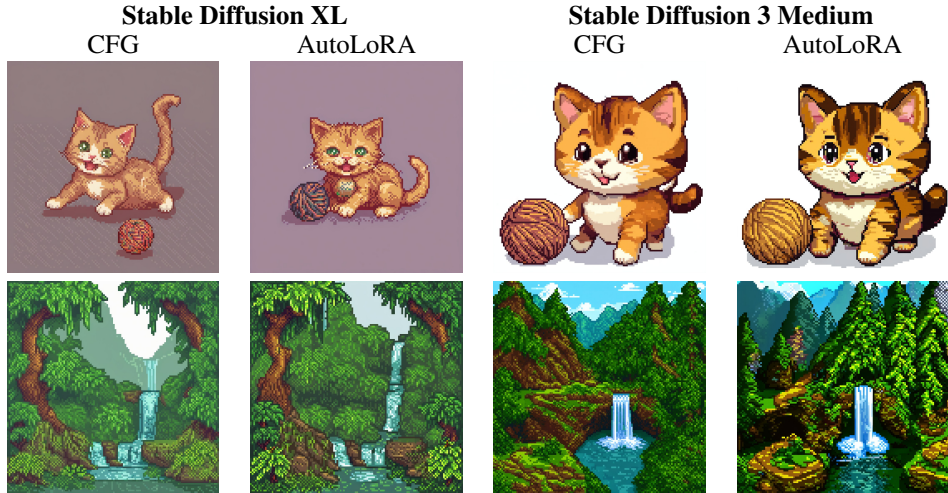 Stable Diffusion XL
Stable Diffusion 3 Medium
CFG
AutoLoRA
CFG
AutoLoRA